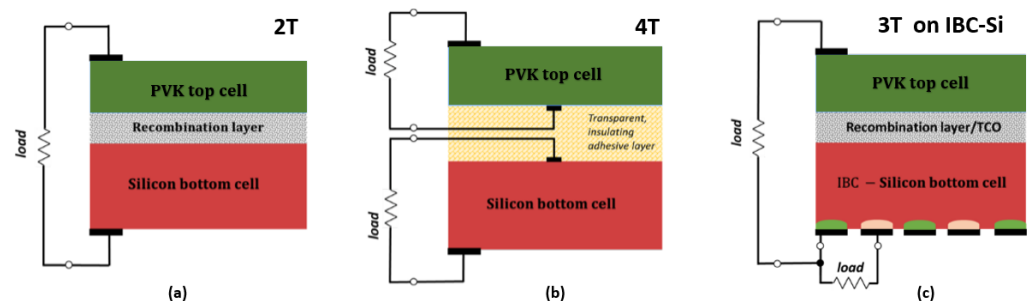 2T
PVK top cell
Recombination layer
Silicon bottom cell
load
(a)
4T
load
PVK top cell
Transparent,
insulating
adhesive layer
load
Silicon bottom cell
(b)
3T on IBC-Si
PVK top cell
load
Recombination layer/TCO
IBC – Silicon bottom cell
load
(c)